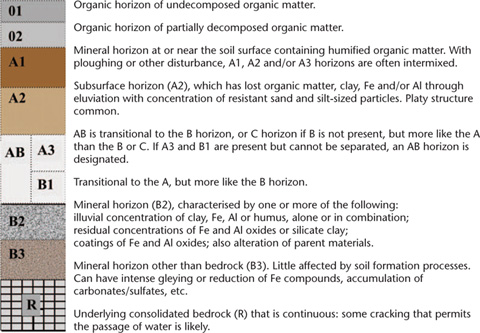 01
Organic horizon of undecomposed organic matter.
02
Organic horizon of partially decomposed organic matter.
A1
Mineral horizon at or near the soil surface containing humified organic matter. With
ploughing or other disturbance, A1, A2 and/or A3 horizons are often intermixed.
A2
Subsurface horizon (A2), which has lost organic matter, clay, Fe and/or Al through
eluviation with concentration of resistant sand and silt-sized particles. Platy structure
common.
AB
A3
AB is transitional to the B horizon, or C horizon if B is not present, but more like the A
than the B or C. If A3 and B1 are present but cannot be separated, an AB horizon is
designated.
B1
Transitional to the A, but more like the B horizon.
B2
Mineral horizon (B2), characterised by one or more of the following:
illuvial concentration of clay, Fe, Al or humus, alone or in combination;
residual concentrations of Fe and Al oxides or silicate clay;
coatings of Fe and Al oxides; also alteration of parent materials.
B3
Mineral horizon other than bedrock (B3). Little affected by soil formation processes.
Can have intense gleying or reduction of Fe compounds, accumulation of
carbonates/sulfates, etc.
R
Underlying consolidated bedrock (R) that is continuous: some cracking that permits
the passage of water is likely.